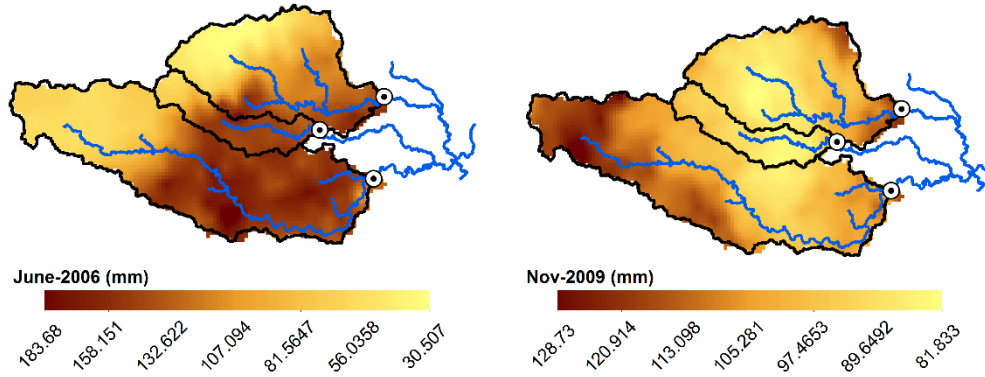 June-2006 (mm)
183.68 158.151 132.622 107.094 81.5647 56.0358 30.507
Nov-2009 (mm)
128.73 120.914 113.098 105.281 97.4653 89.6492 81.833